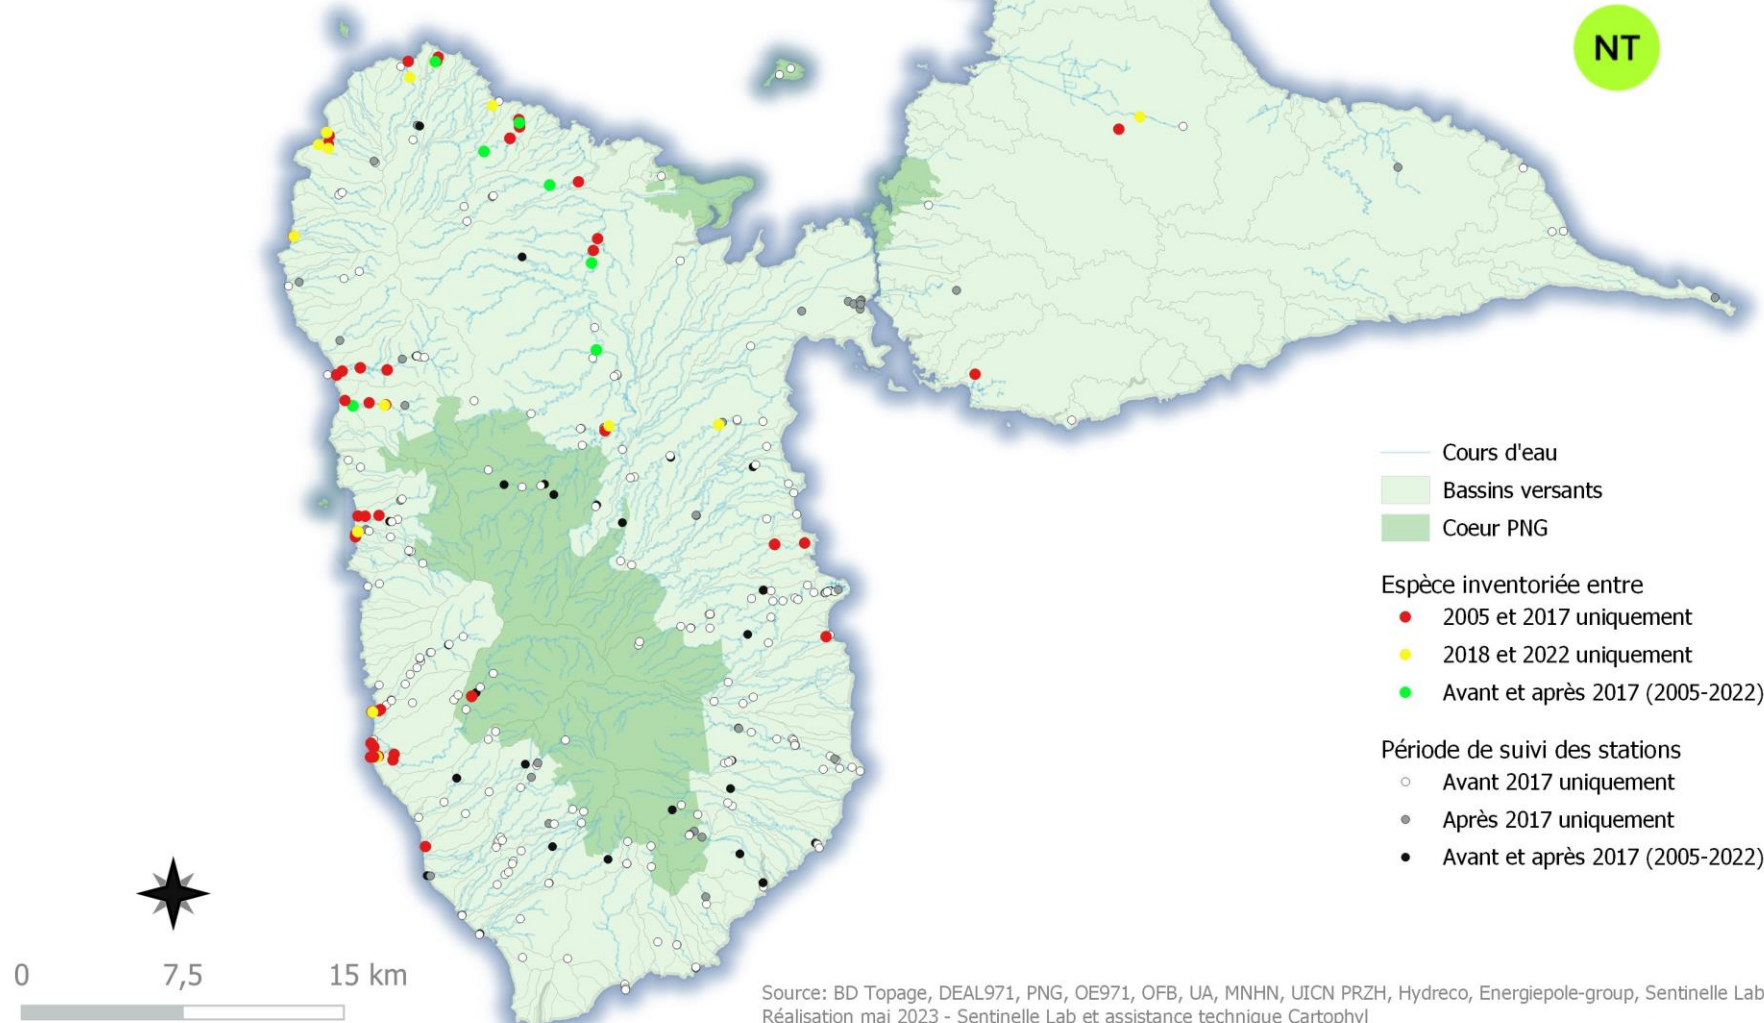 NT
Cours d'eau
Bassins versants
Coeur PNG
Espèce inventoriée entre
2005 et 2017 uniquement
2018 et 2022 uniquement
Avant et après 2017 (2005-2022)
Période de suivi des stations
Avant 2017 uniquement
Après 2017 uniquement
Avant et après 2017 (2005-2022)
0 7,5 15 km
Source: BD Topage, DEAL971, PNG, OE971, OFB, UA, MNHN, UICN PRZH, Hydreco, Energiepole-group, Sentinelle Lab
Réalisation mai 2023 - Sentinelle Lab et assistance technique Cartophyl